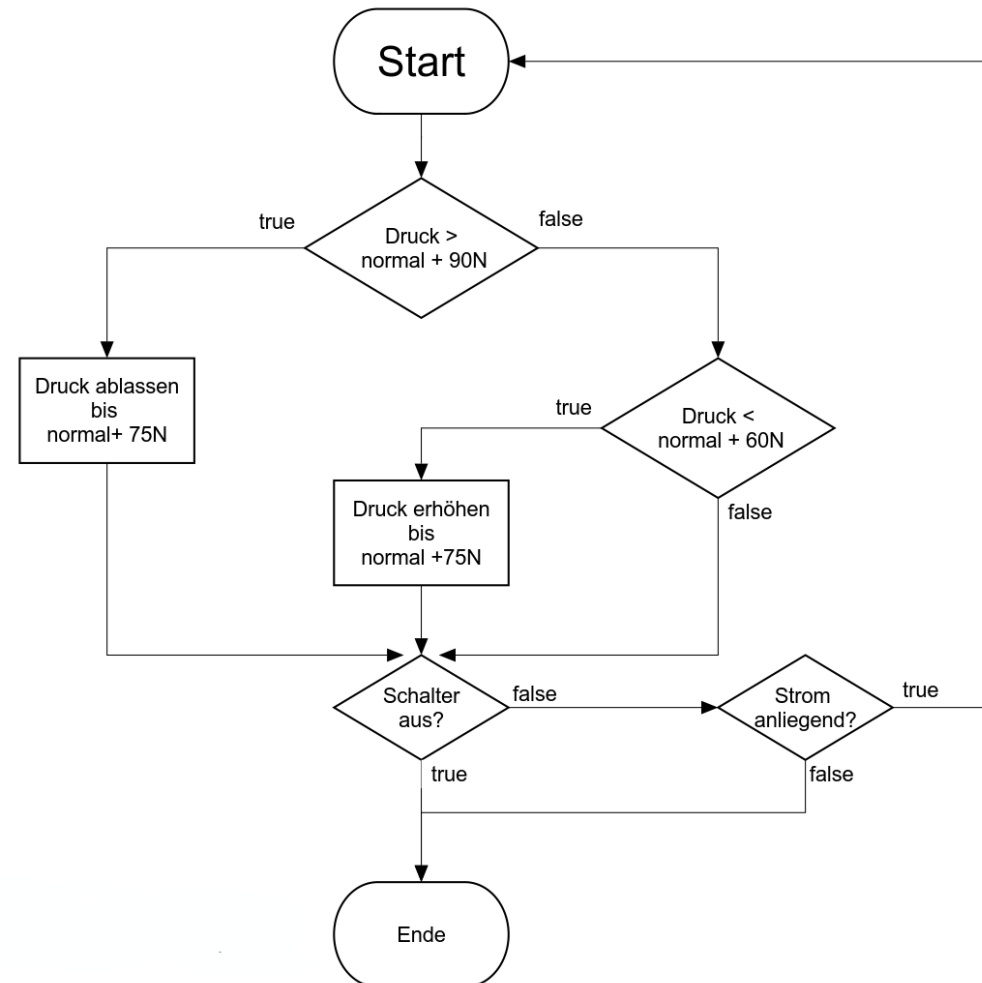 Start
true
false
Druck >
normal + 90N
Druck ablassen
bis
normal+ 75N
true
Druck <
normal + 60N
false
Druck erhöhen
bis
normal +75N
Schalter
aus?
false
true
Strom
anliegend?
true
false
Ende